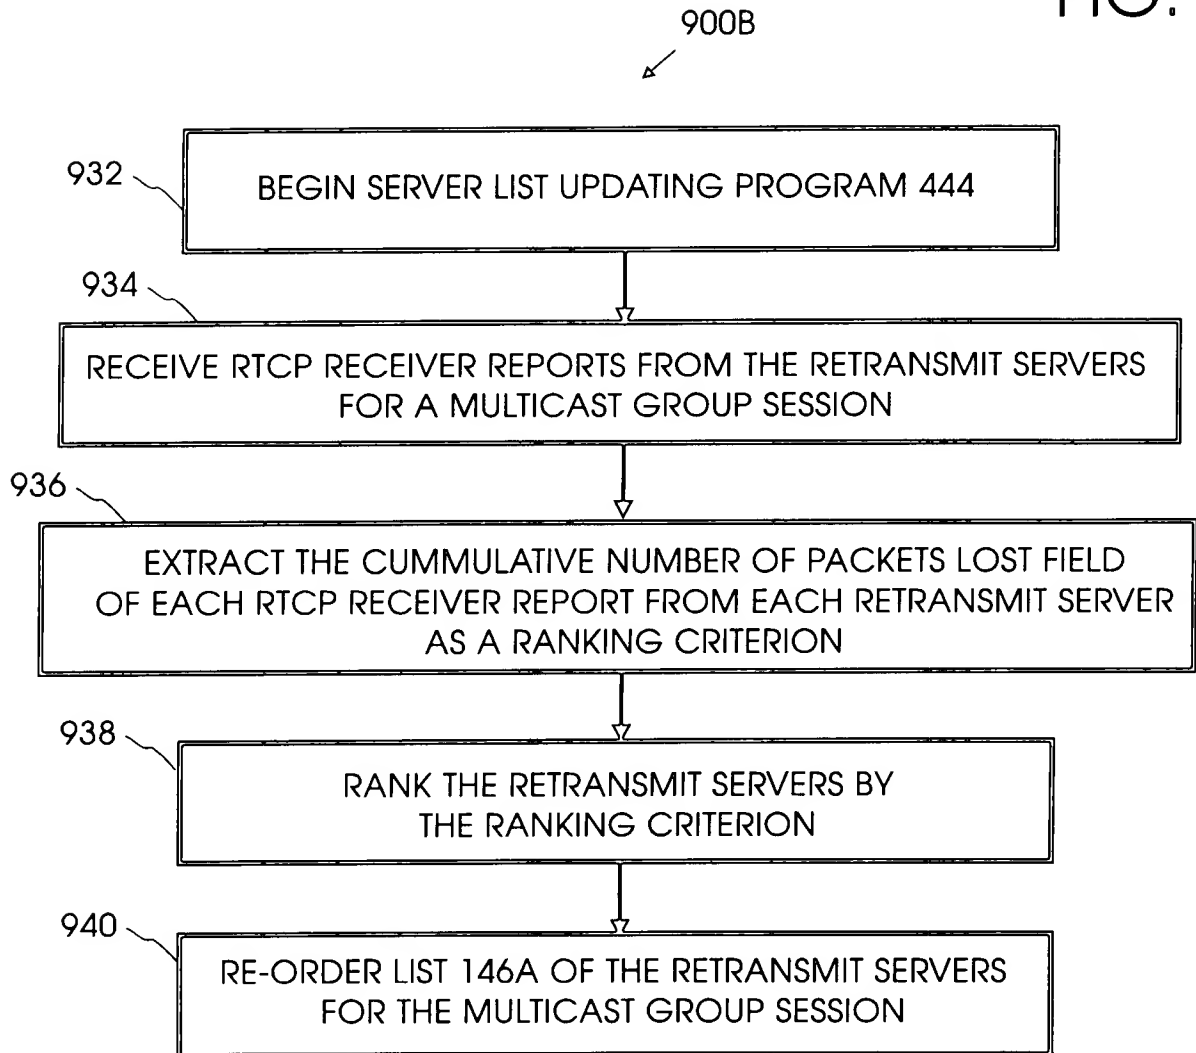 FIG.
900B
932
BEGIN SERVER LIST UPDATING PROGRAM 444
934
RECEIVE RTCP RECEIVER REPORTS FROM THE RETRANSMIT SERVERS
FOR A MULTICAST GROUP SESSION
936
EXTRACT THE CUMMULATIVE NUMBER OF PACKETS LOST FIELD
OF EACH RTCP RECEIVER REPORT FROM EACH RETRANSMIT SERVER
AS A RANKING CRITERION
938
RANK THE RETRANSMIT SERVERS BY
THE RANKING CRITERION
940
RE-ORDER LIST 146A OF THE RETRANSMIT SERVERS
FOR THE MULTICAST GROUP SESSION